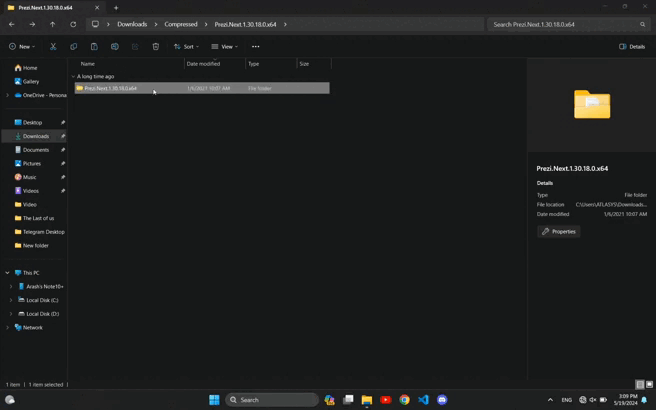 Prezi.Next.1.30.18.0.x64
Downloads > Compressed > Prezi.Next.1.30.18.0.x64 >
Search Prezi.Next.1.30.18.0.x64
New
Sort
View
Details
Name
Date modified
Type
Size
A long time ago
Prezi.Next.1.30.18.0.x64
1/6/2021 10:07 AM
File folder
Home
Gallery
OneDrive - Persona
Desktop
Downloads
Documents
Pictures
Music
Videos
Video
The Last of us
Telegram Desktop
New folder
This PC
Arash's Note10+
Local Disk (C:)
Local Disk (D:)
Network
Prezi.Next.1.30.18.0.x64
Details
Type File folder
File location C:\Users\ATLASYS\Downloads...
Date modified 1/6/2021 10:07 AM
Properties
1 item
1 item selected
Search
ENG
3:09 PM
5/19/2024